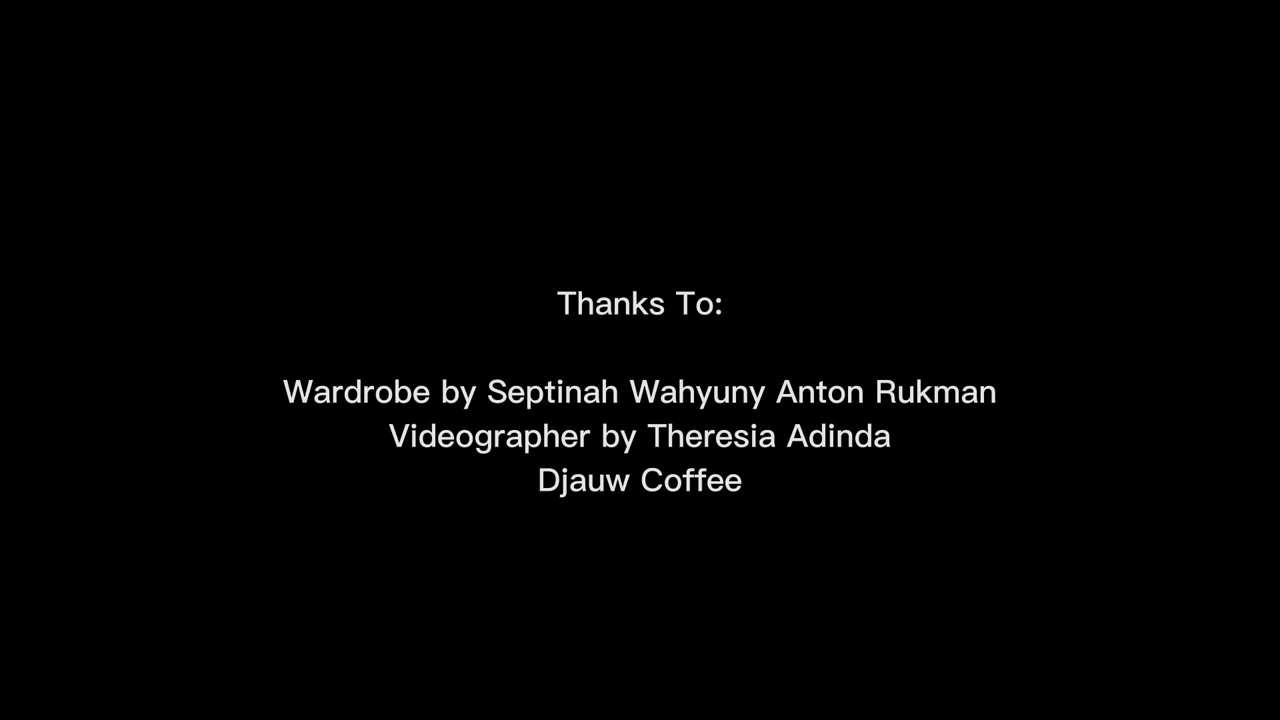 Thanks To:
Wardrobe by Septinah Wahyuny Anton Rukman
Videographer by Theresia Adinda
Djauw Coffee